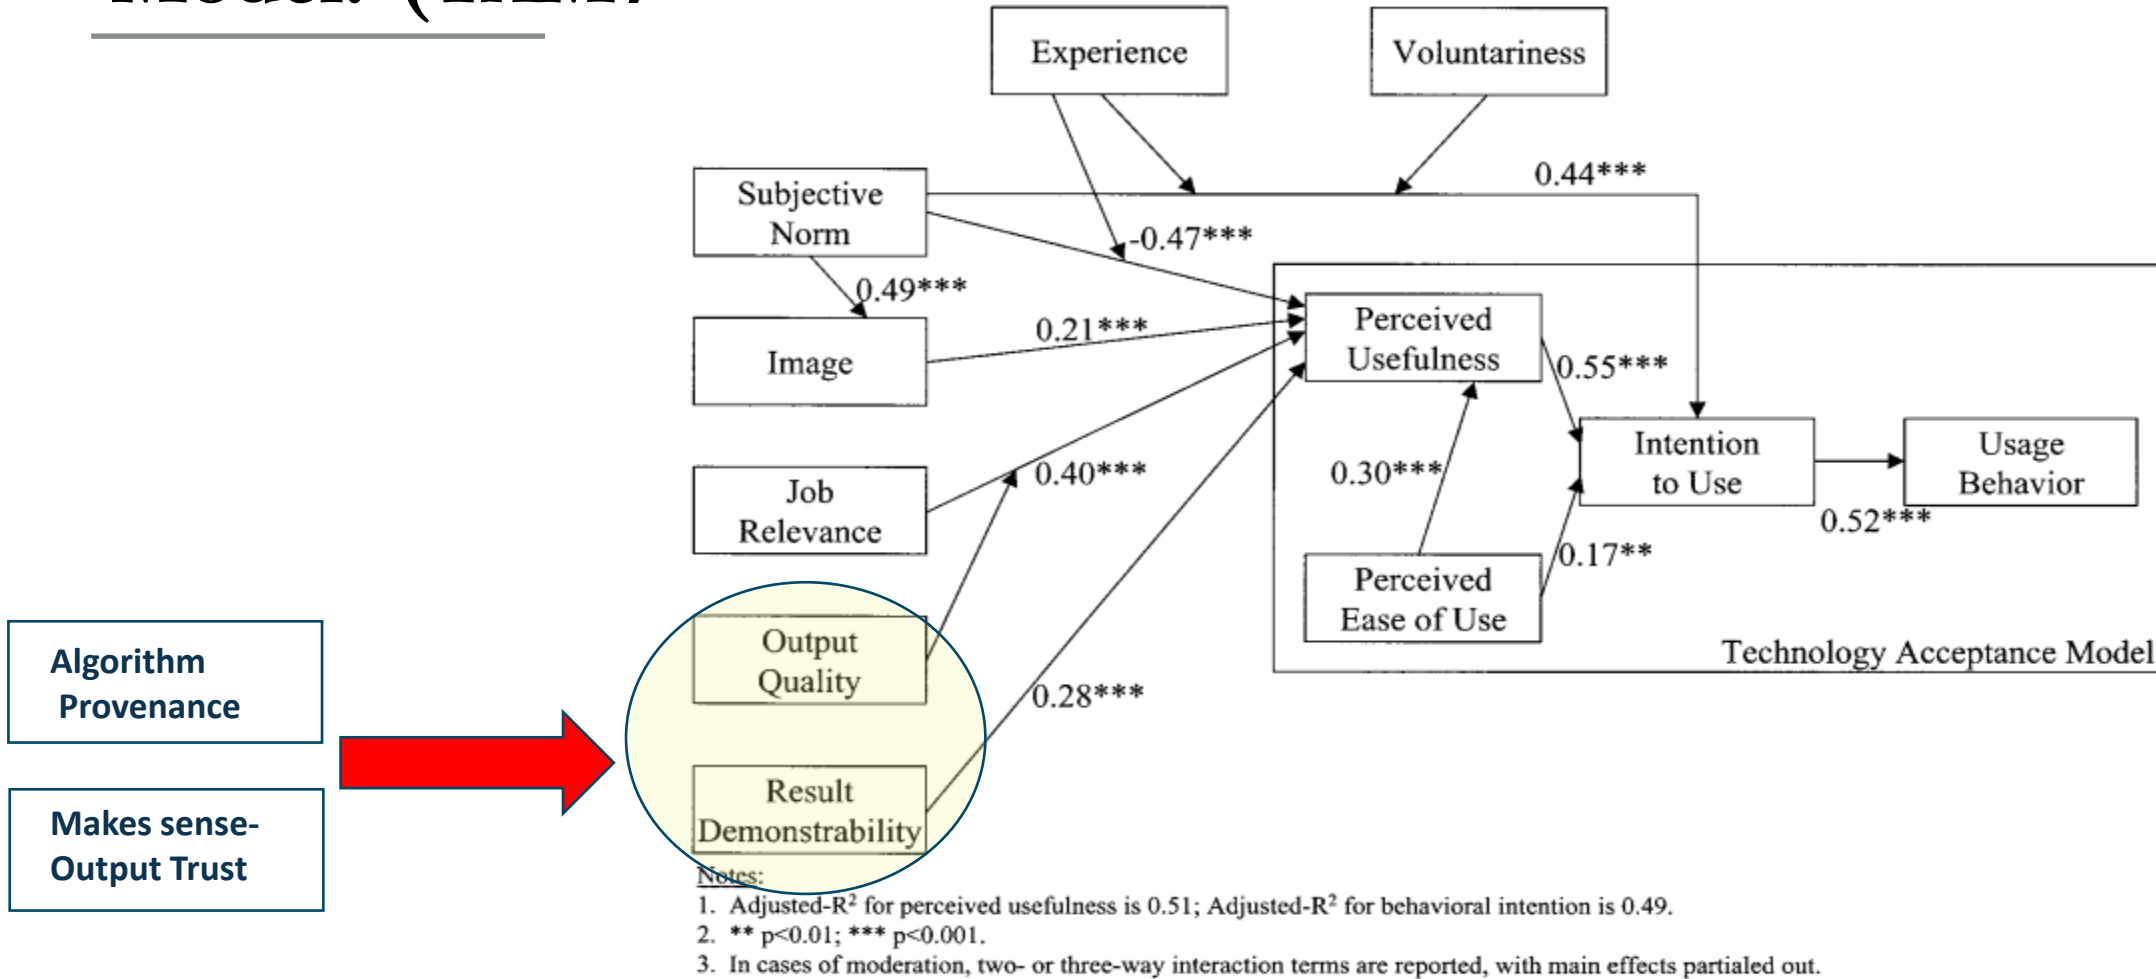 Model (TAM)
Experience
Voluntariness
0.44***
Subjective
Norm
-0.47***
0.49***
Image
0.21***
Perceived
Usefulness
0.55***
Job
Relevance
0.40***
0.30***
Intention
to Use
Usage
Behavior
0.52***
0.17**
Perceived
Ease of Use
Technology Acceptance Model
Output
Quality
0.28***
Result
Demonstrability
Algorithm
Provenance
Makes sense-
Output Trust
Notes:
1. Adjusted-R² for perceived usefulness is 0.51; Adjusted-R² for behavioral intention is 0.49.
2. ** p<0.01; *** p<0.001.
3. In cases of moderation, two- or three-way interaction terms are reported, with main effects partialed out.